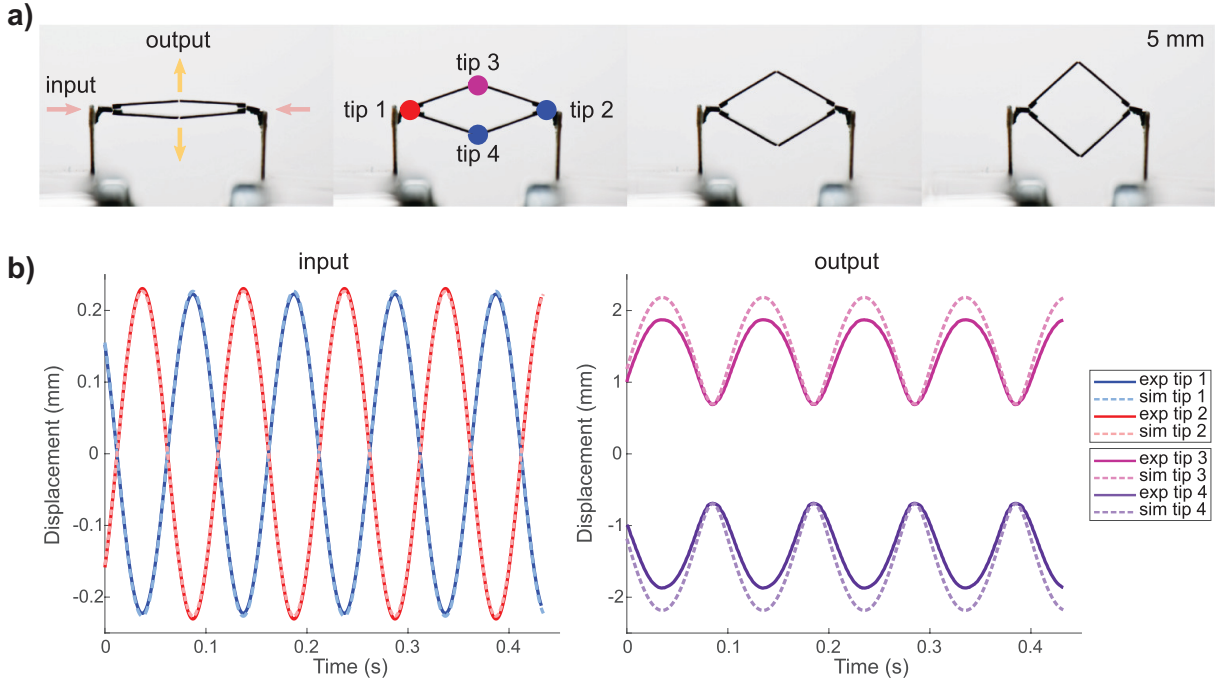 a)
output
input
tip 3
tip 1
tip 2
tip 4
5 mm
b)
input
Displacement (mm)
0.2
0.1
0
-0.1
-0.2
0
0.1
0.2
0.3
0.4
Time (s)
output
Displacement (mm)
2
1
0
-1
-2
0
0.1
0.2
0.3
0.4
Time (s)
exp tip 1
sim tip 1
exp tip 2
sim tip 2
exp tip 3
sim tip 3
exp tip 4
sim tip 4